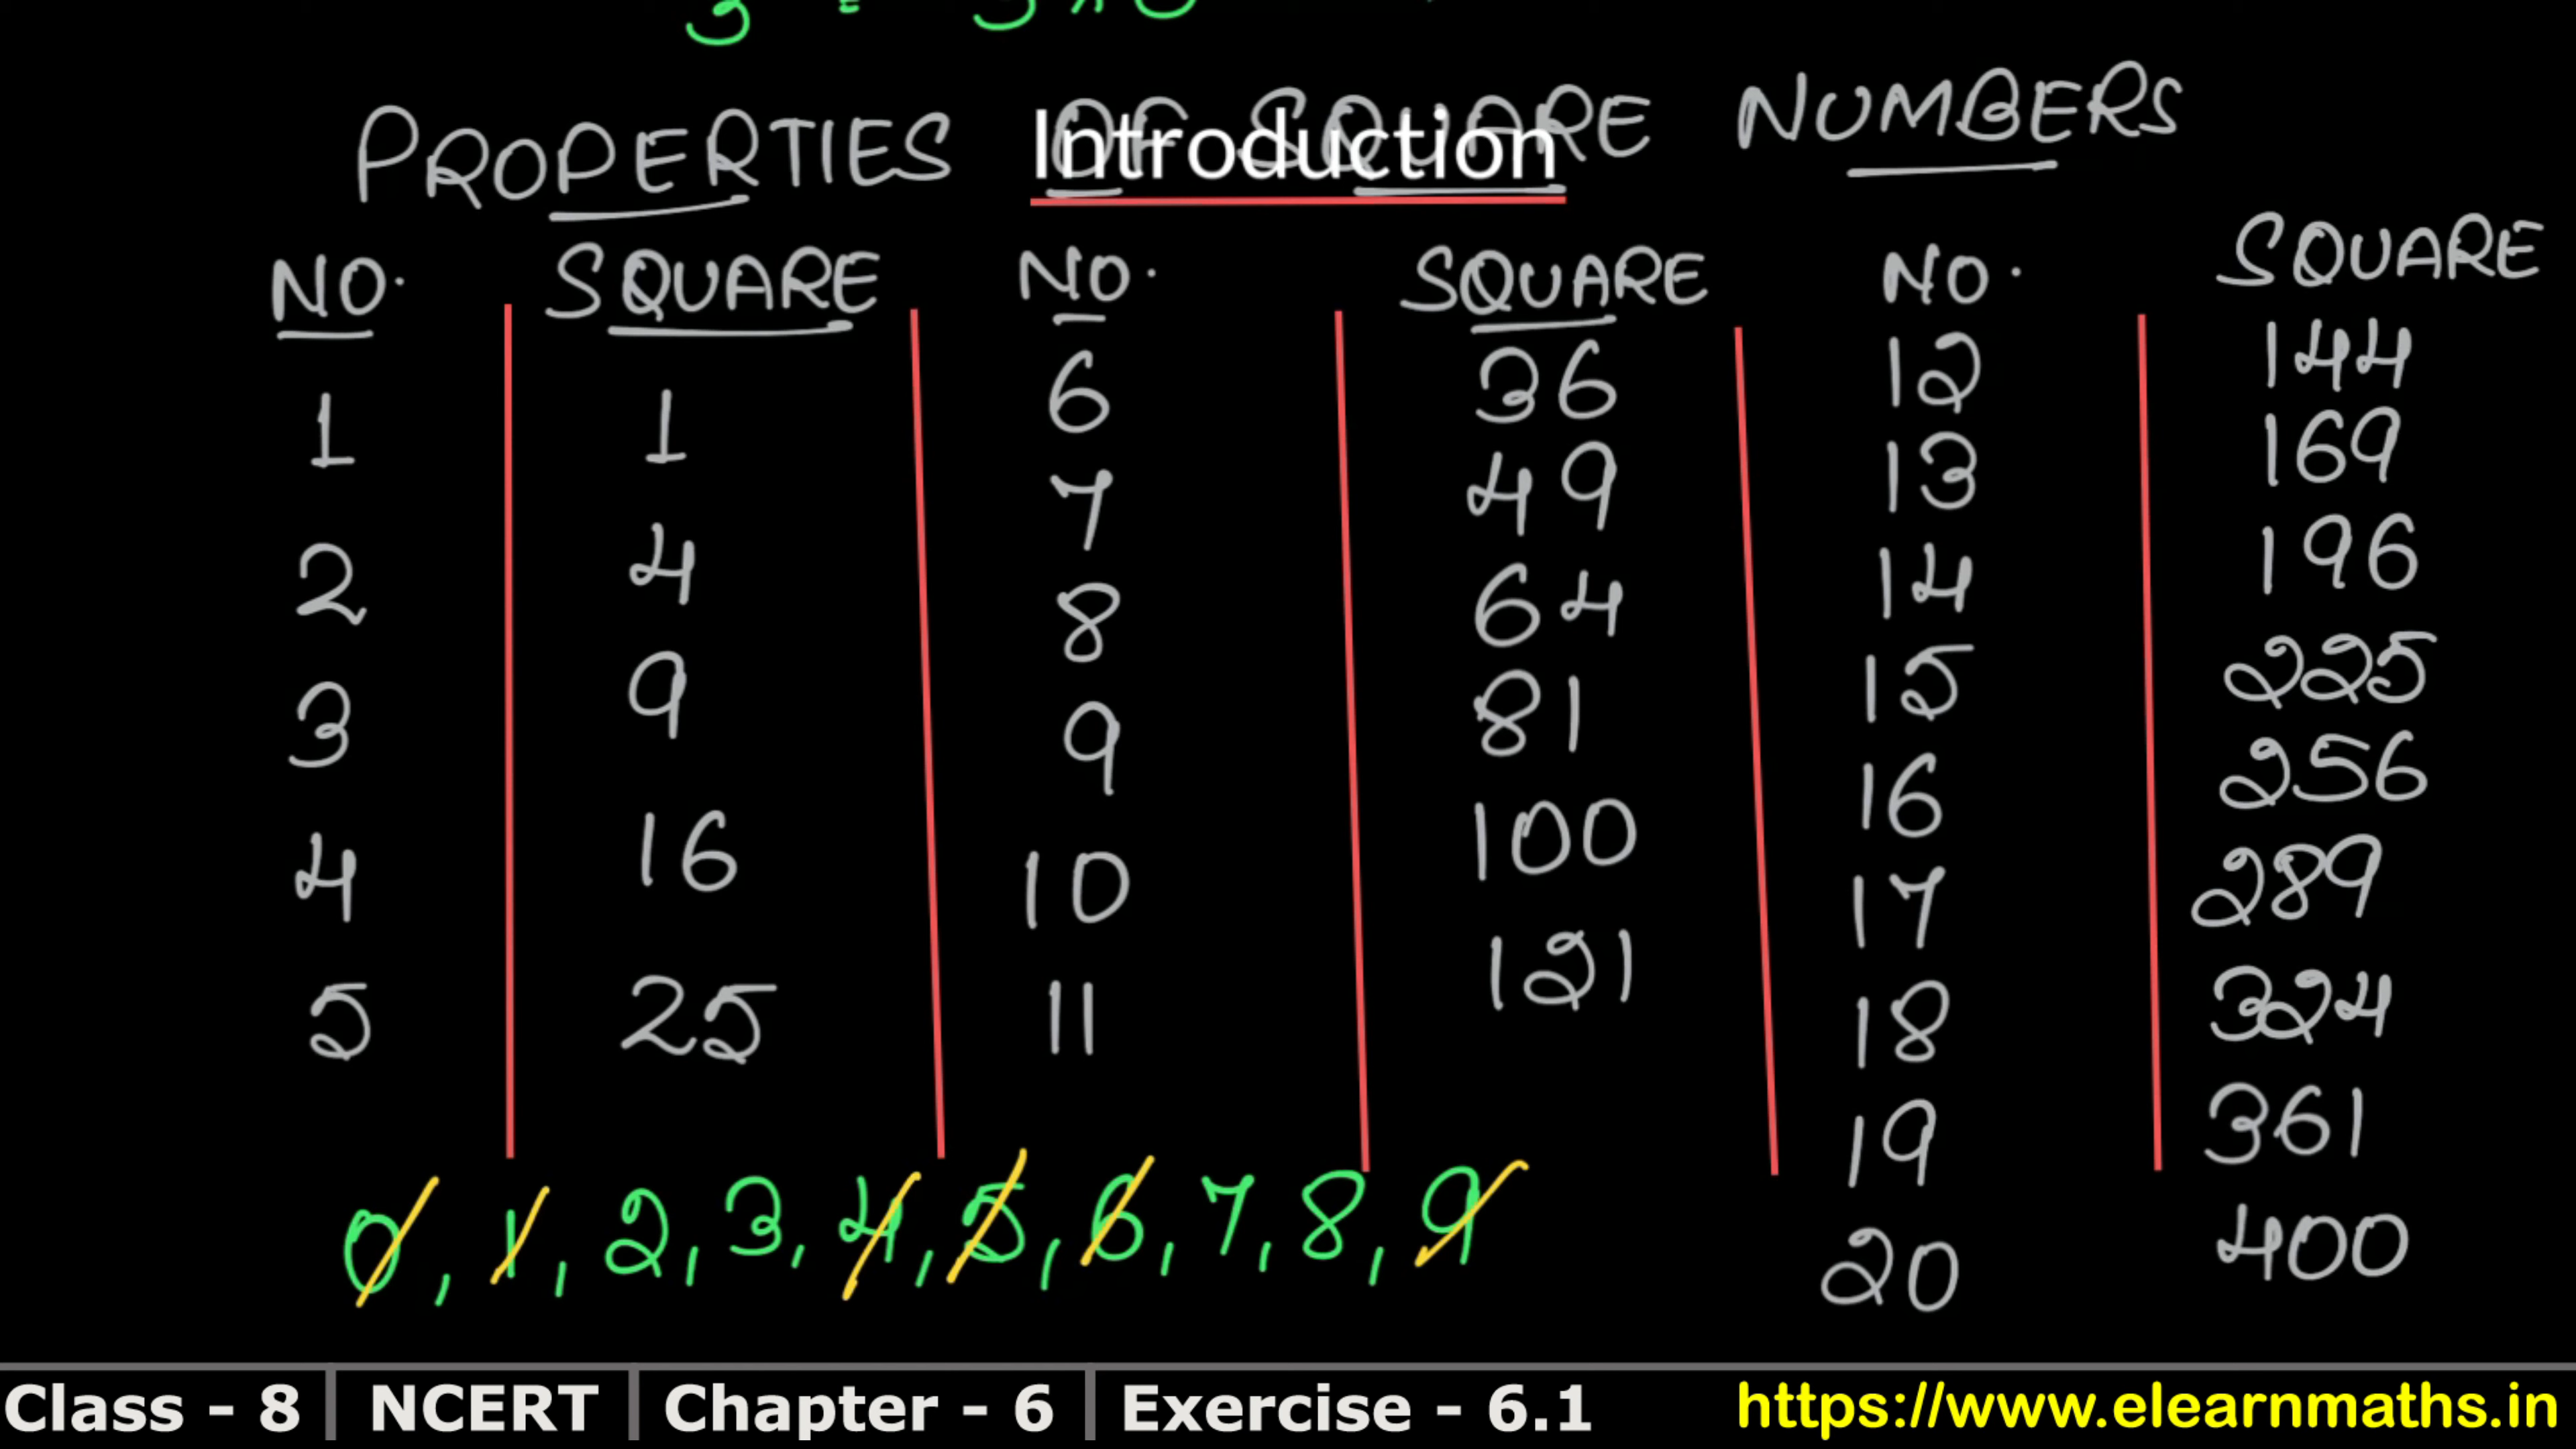 PROPERTIES OF SQUARE NUMBERS
Introduction
NO. SQUARE NO. SQUARE NO. SQUARE
1 1 6 36 12 144
2 4 7 49 13 169
3 9 8 64 14 196
4 16 9 81 15 225
5 25 10 100 16 256
11 121 17 289
18 324
19 361
20 400
0, 1, 2, 3, 4, 5, 6, 7, 8, 9
Class - 8 | NCERT | Chapter - 6 | Exercise - 6.1 https://www.elearnmaths.in